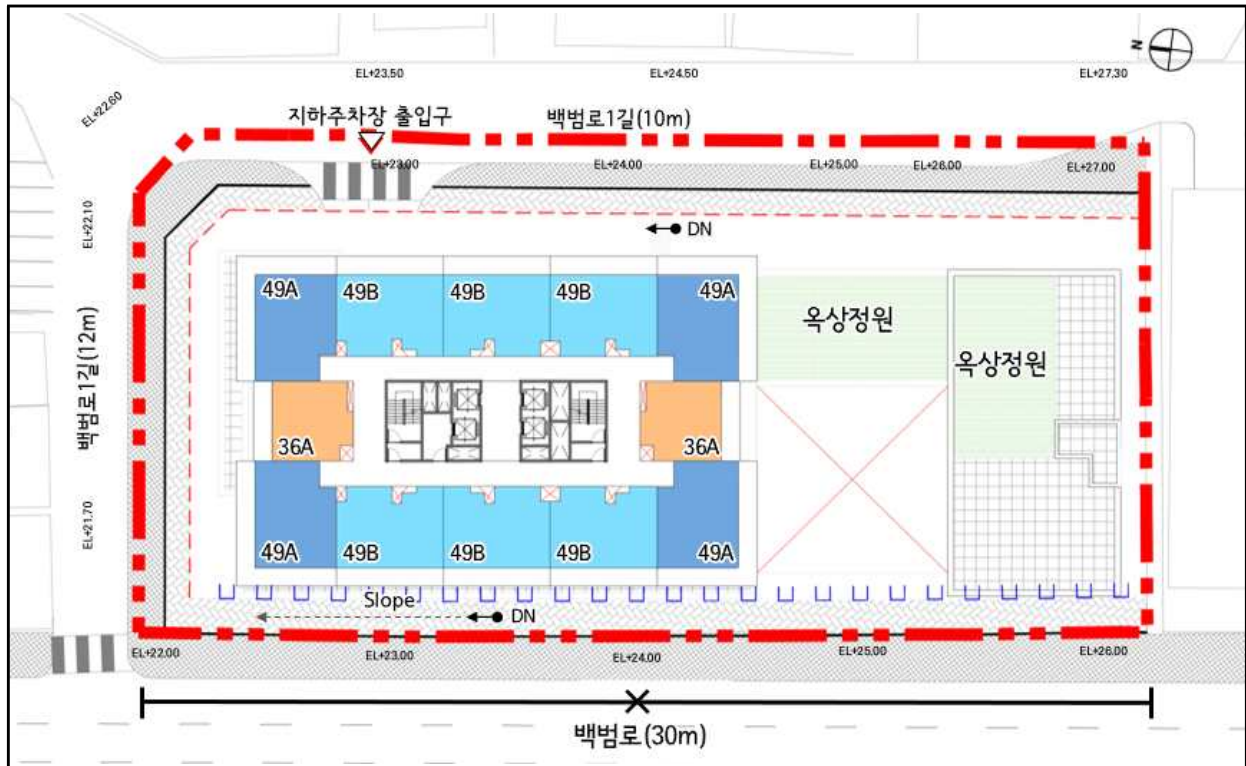 N
EL+23.50
EL+24.50
EL+27.30
EL+22.60
지하주차장 출입구
백범로1길(10m)
EL+23.00
EL+24.00
EL+25.00
EL+26.00
EL+27.00
EL+22.10
DN
49A
49B
49B
49B
49A
옥상정원
옥상정원
백범로1길(12m)
36A
36A
EL+21.70
49A
49B
49B
49B
49A
Slope
DN
EL+22.00
EL+23.00
EL+24.00
EL+25.00
EL+26.00
백범로(30m)